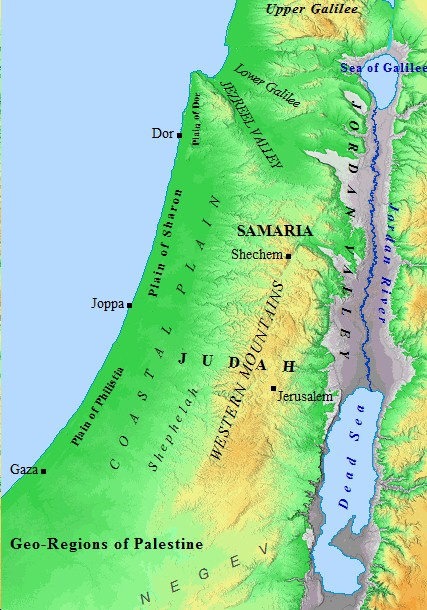 Upper Galilee
Sea of Galilee
Lower Galilee
JEZREEL VALLEY
Plain of Dor
Dor
JORDAN VALLEY
Jordan River
Plain of Sharon
COASTAL PLAIN
SAMARIA
Shechem
Joppa
WESTERN MOUNTAINS
JUDAH
Jerusalem
Plain of Philistia
Shephelah
Dead Sea
Gaza
Geo-Regions of Palestine
NEGEV